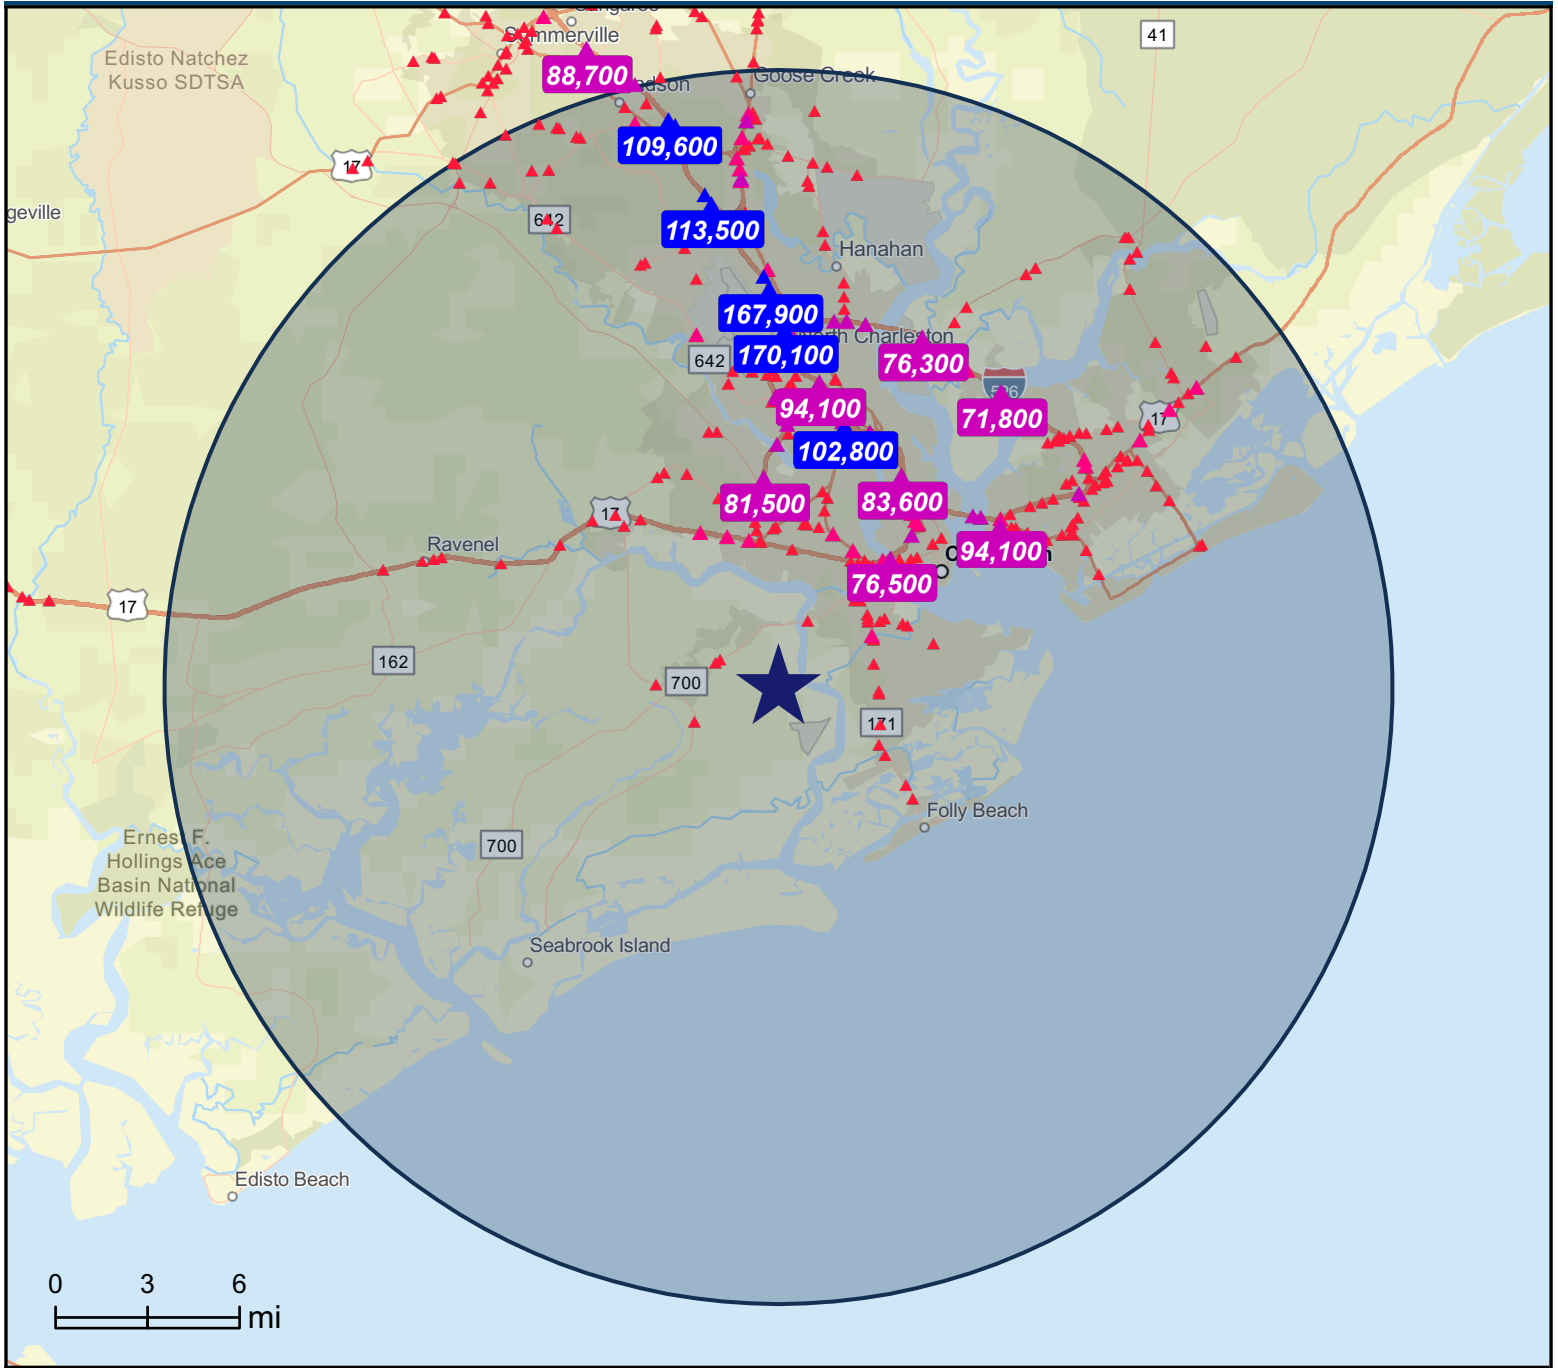 Summerville
41
Edisto Natchez
Kusso SDTSA
88,700
Goose Creek
109,600
17
geville
642
113,500
Hanahan
167,900
North Charleston
642
170,100
76,300
526
94,100
71,800
17
102,800
81,500
83,600
17
Ravenel
94,100
76,500
17
162
700
171
Folly Beach
Ernest F.
Hollings Ace
Basin National
Wildlife Refuge
700
Seabrook Island
Edisto Beach
0 3 6
mi